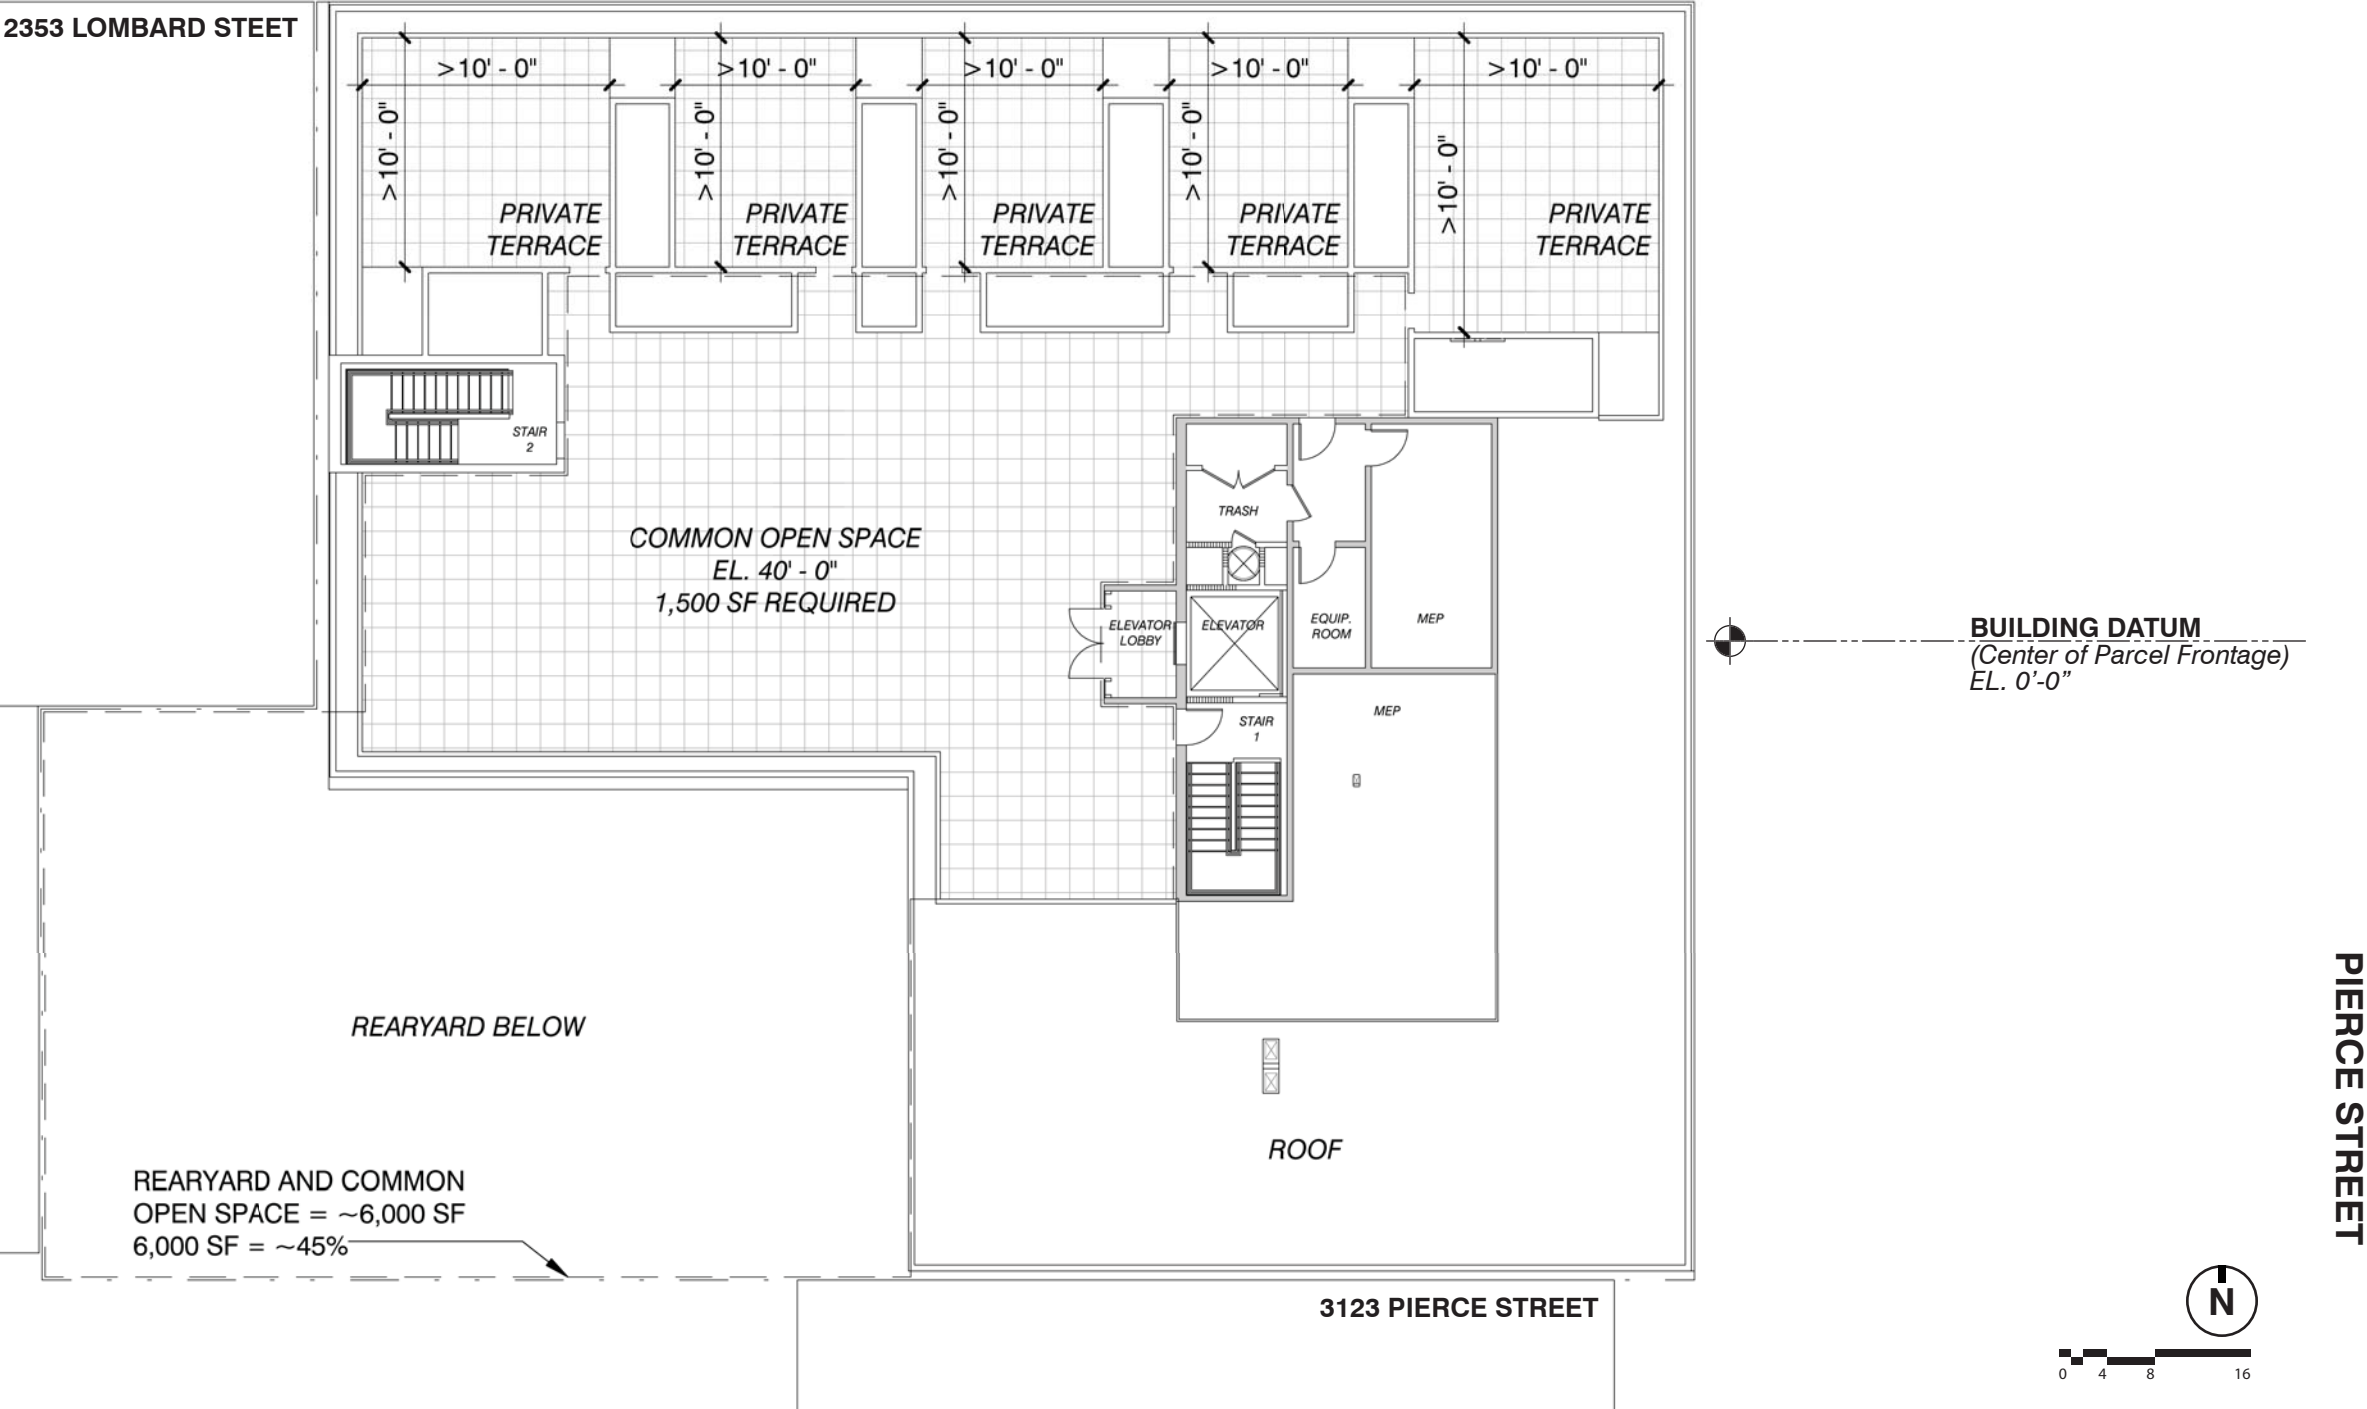 2353 LOMBARD STEET
>10' - 0"
>10' - 0"
>10' - 0"
>10' - 0"
>10' - 0"
>10' - 0"
>10' - 0"
>10' - 0"
>10' - 0"
>10' - 0"
PRIVATE
TERRACE
PRIVATE
TERRACE
PRIVATE
TERRACE
PRIVATE
TERRACE
PRIVATE
TERRACE
STAIR
2
COMMON OPEN SPACE
EL. 40' - 0"
1,500 SF REQUIRED
TRASH
ELEVATOR
LOBBY
ELEVATOR
EQUIP.
ROOM
MEP
BUILDING DATUM
(Center of Parcel Frontage)
EL. 0'-0”
STAIR
1
MEP
REARYARD BELOW
PIERCE STREET
ROOF
REARYARD AND COMMON
OPEN SPACE = ~6,000 SF
6,000 SF = ~45%
3123 PIERCE STREET
N
0 4 8 16